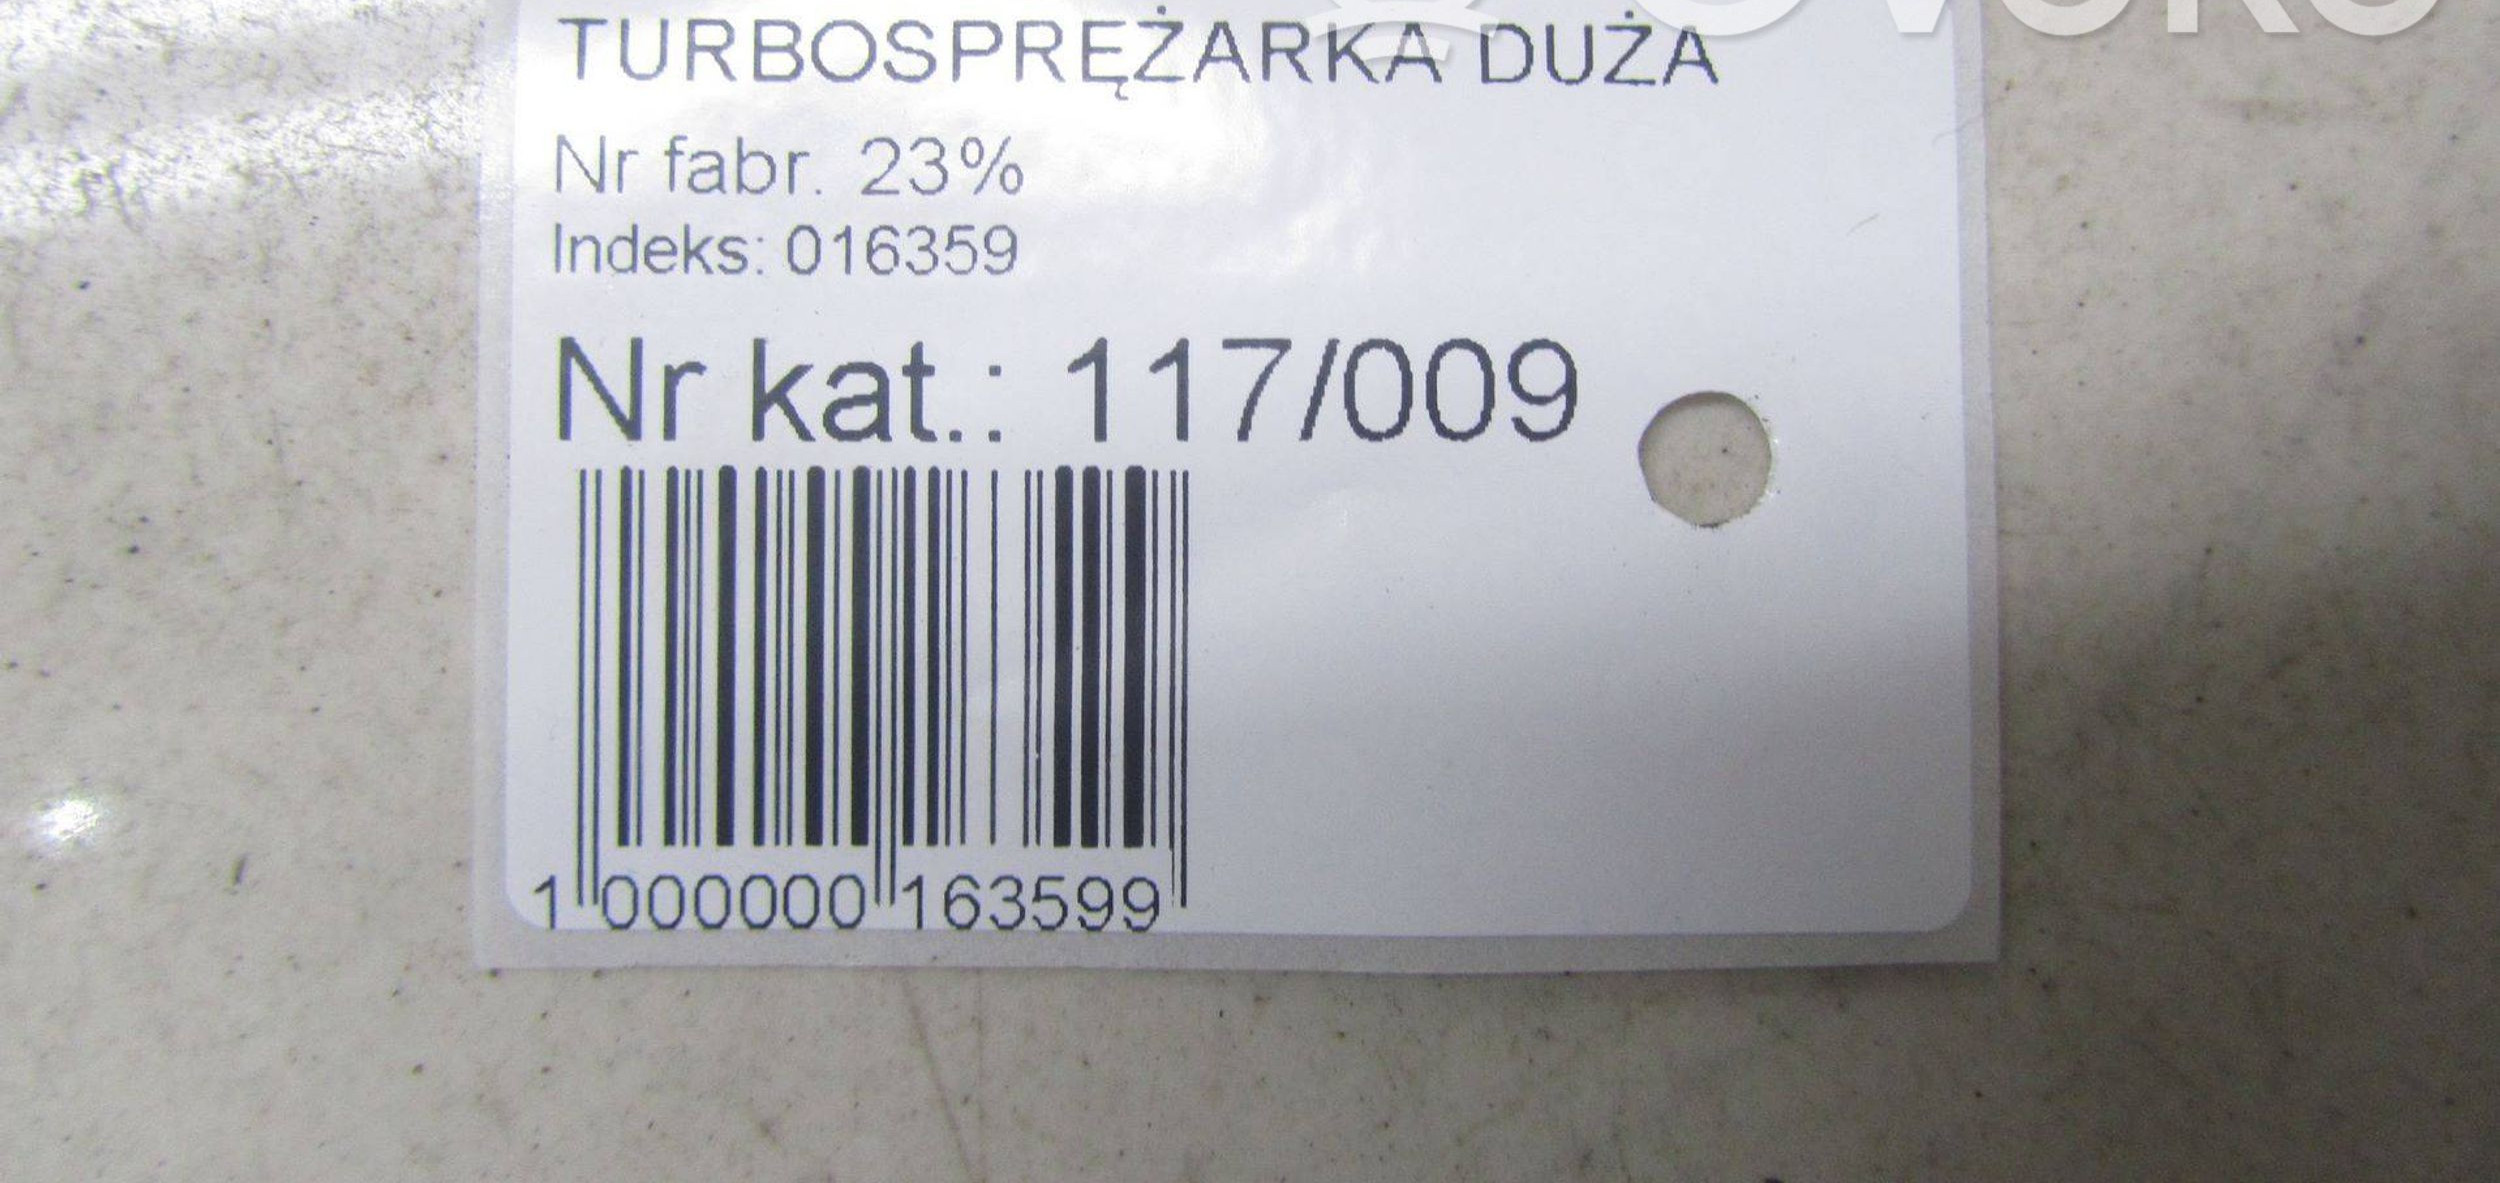 TURBOSPRĘŻARKA DUŻA
Nr fabr. 23%
Indeks: 016359
Nr kat.: 117/009
1 000000 163599